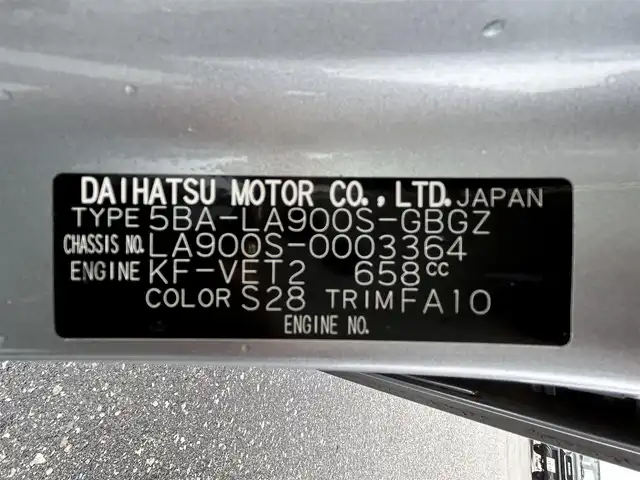 DAIHATSU MOTOR CO., LTD. JAPAN
TYPE 5BA-LA900S-GBGZ
CHASSIS NO. LA900S-0003364
ENGINE KF-VET2 658cc
COLOR S28 TRIM FA10
ENGINE NO.